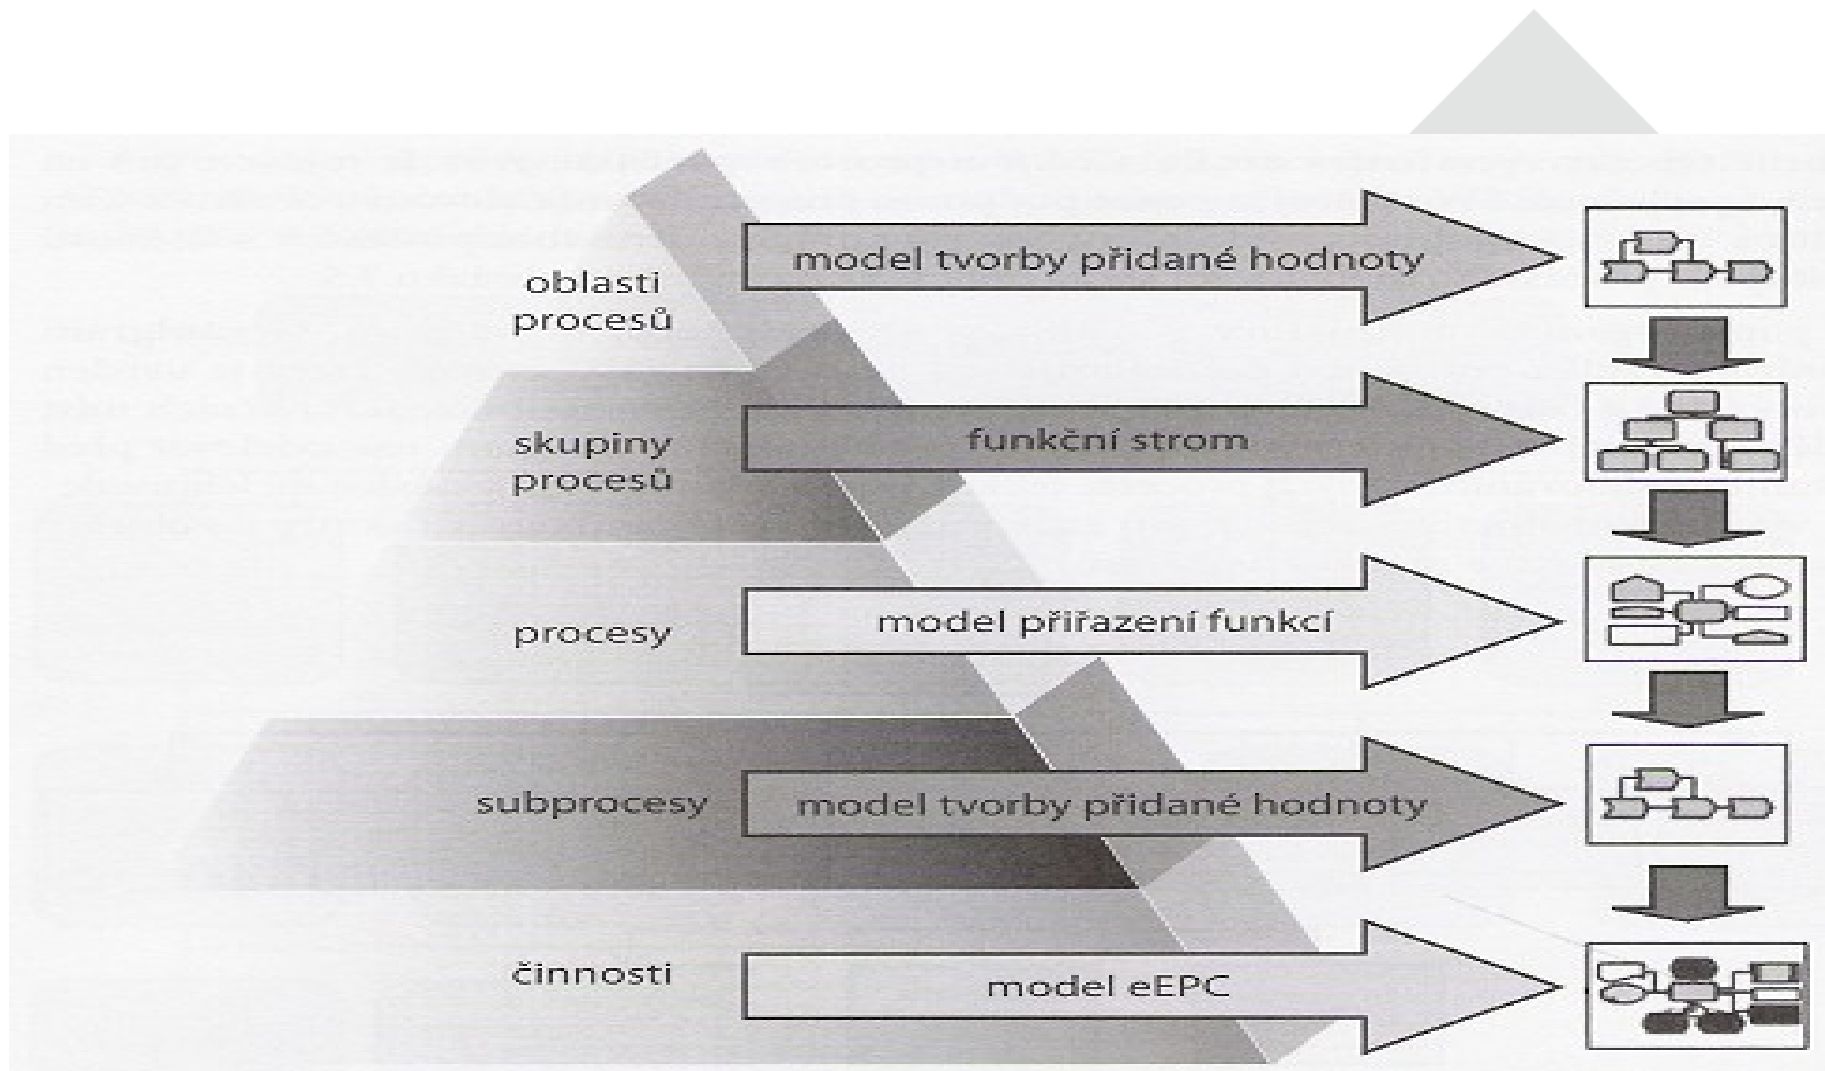 oblasti
procesů
model tvorby přidané hodnoty
skupiny
procesů
funkční strom
procesy
model přiřazení funkcí
subprocesy
model tvorby přidané hodnoty
činnosti
model eEPC